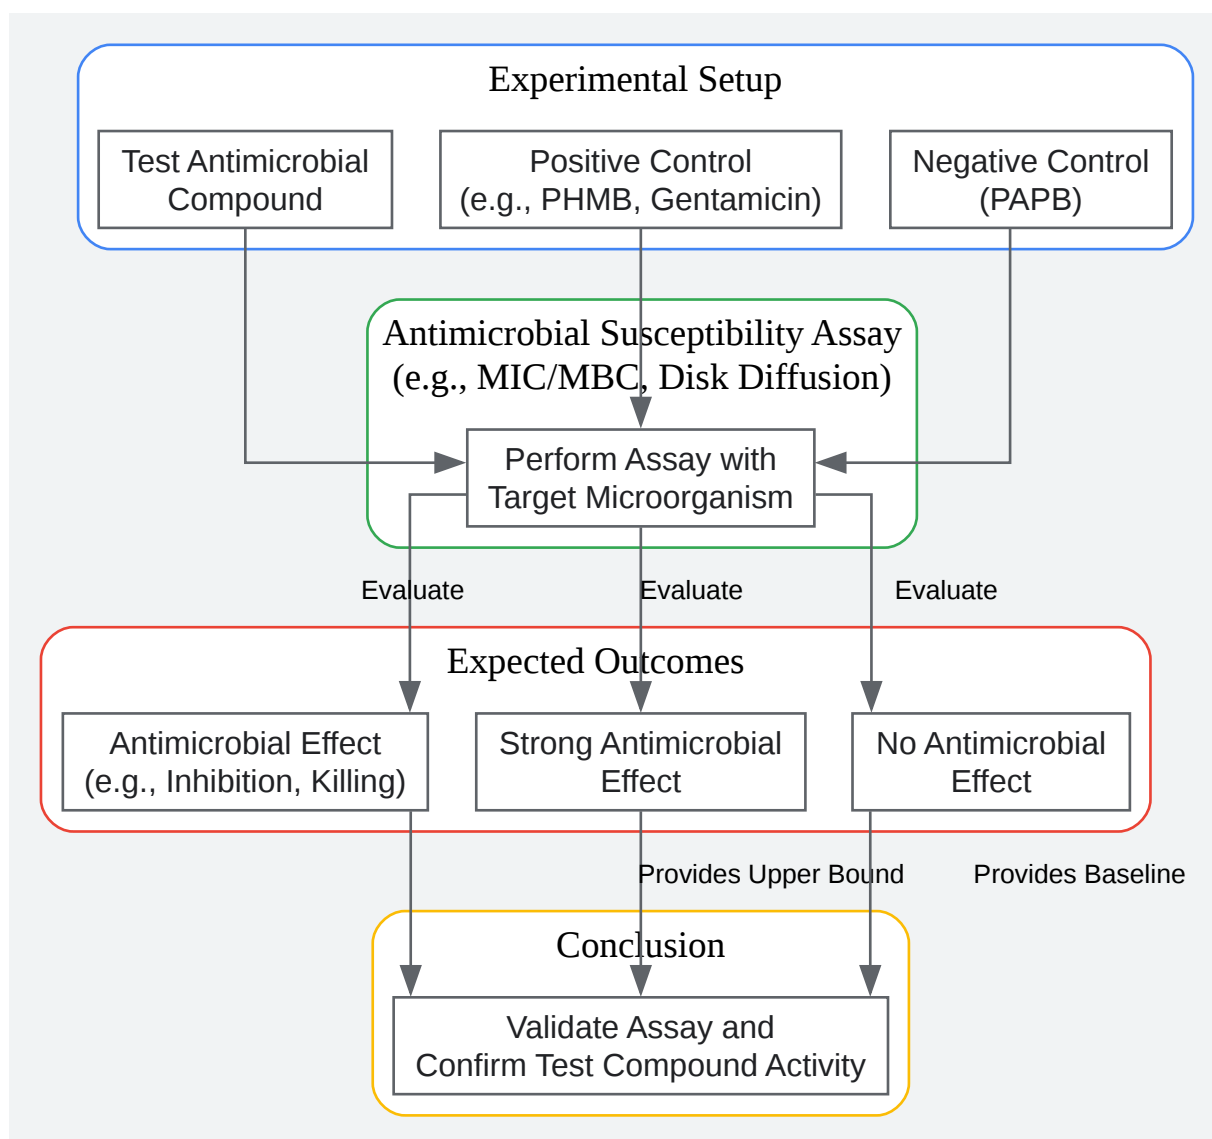 Experimental Setup
Test Antimicrobial
Compound
Positive Control
(e.g., PHMB, Gentamicin)
Negative Control
(PAPB)
Antimicrobial Susceptibility Assay
(e.g., MIC/MBC, Disk Diffusion)
Perform Assay with
Target Microorganism
Evaluate
Evaluate
Evaluate
Expected Outcomes
Antimicrobial Effect
(e.g., Inhibition, Killing)
Strong Antimicrobial
Effect
No Antimicrobial
Effect
Provides Upper Bound
Provides Baseline
Conclusion
Validate Assay and
Confirm Test Compound Activity